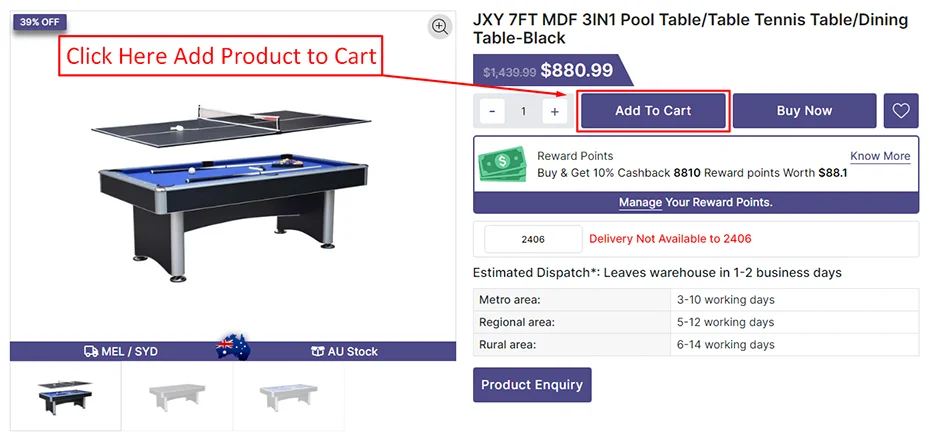 39% OFF
Click Here Add Product to Cart
MEL / SYD
AU Stock
JXY 7FT MDF 3IN1 Pool Table/Table Tennis Table/Dining
Table-Black
$1,439.99 $880.99
- 1 +
Add To Cart
Buy Now
Reward Points
Know More
Buy & Get 10% Cashback 8810 Reward points Worth $88.1
Manage Your Reward Points.
2406
Delivery Not Available to 2406
Estimated Dispatch*: Leaves warehouse in 1-2 business days
Metro area: 3-10 working days
Regional area: 5-12 working days
Rural area: 6-14 working days
Product Enquiry